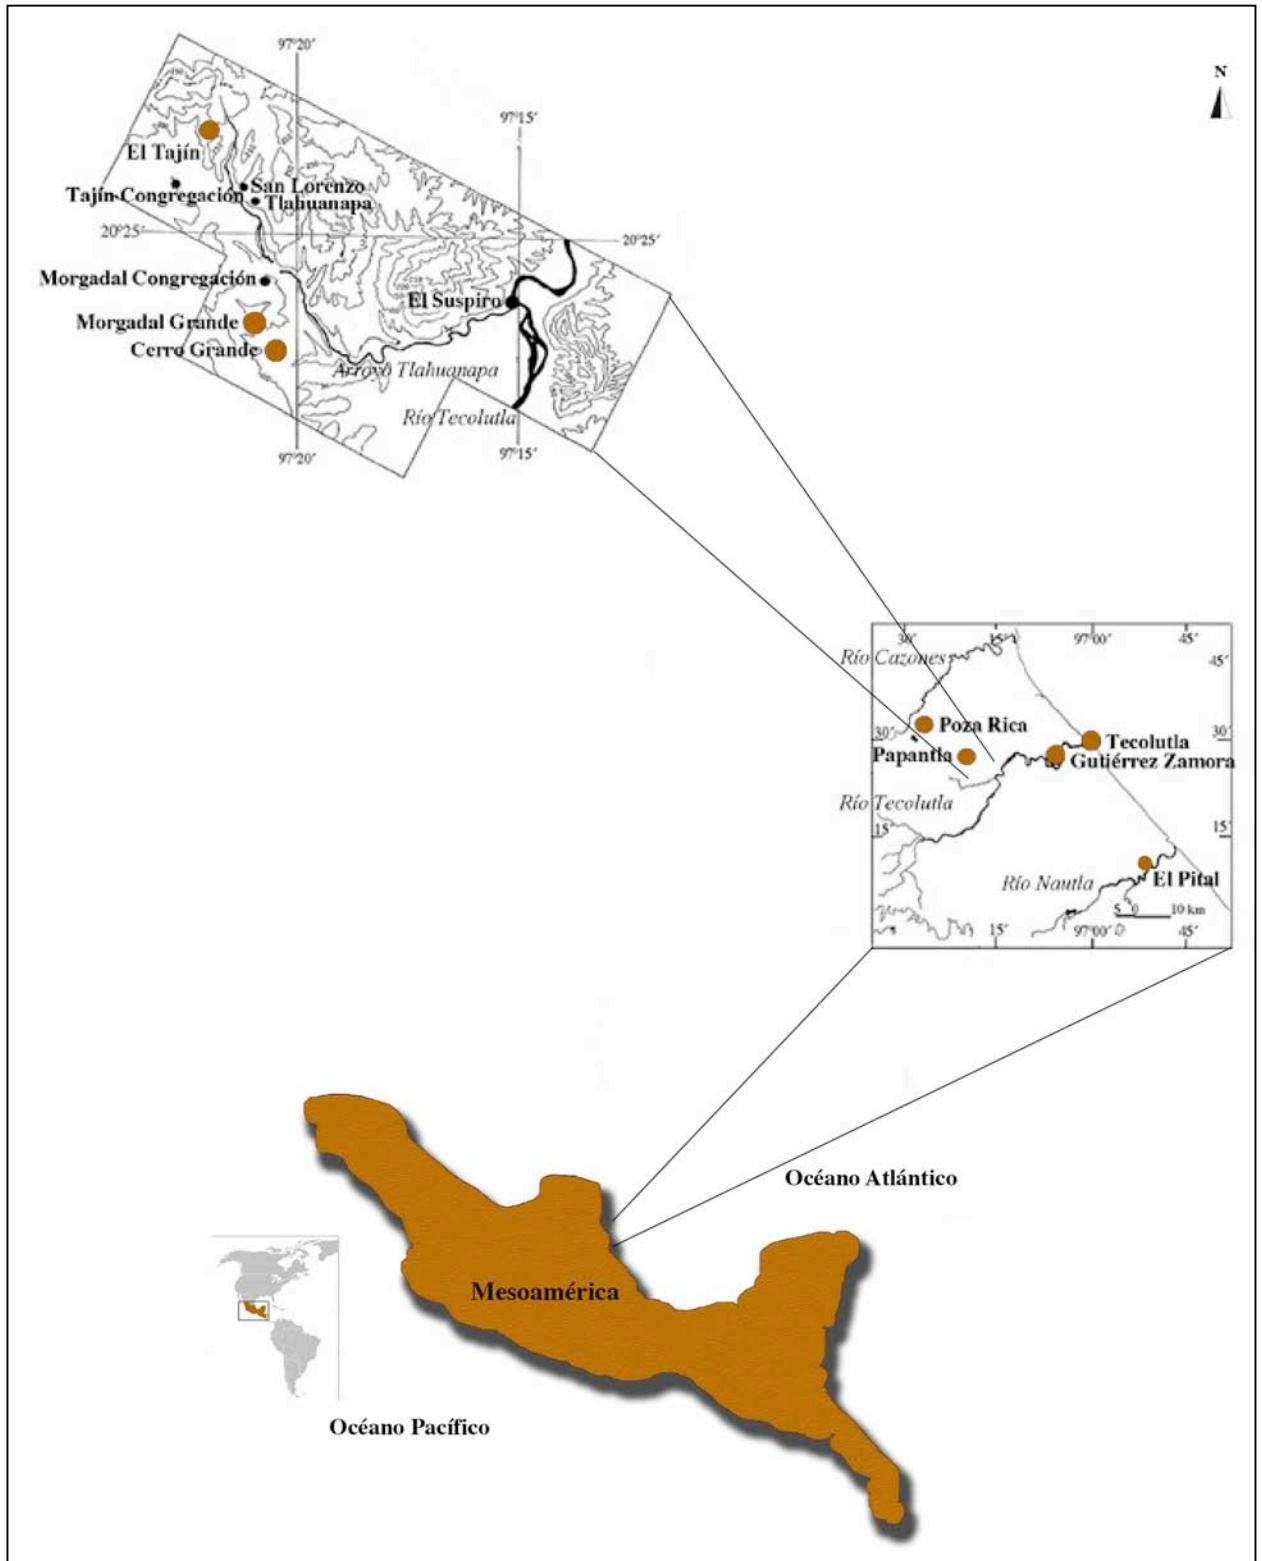 N
97°20´
97°15´
El Tajín
San Lorenzo
Tajín Congregación
Tlahuanapa
20°25´
20°25´
Morgadal Congregación
El Suspiro
Morgadal Grande
Cerro Grande
Arroyo Tlahuanapa
Río Tecolutla
97°20´
97°15´
30´
15´
97°00´
45´
Río Cazones
45´
Poza Rica
30´
30´
Tecolutla
Papantla
Gutiérrez Zamora
Río Tecolutla
15´
15´
Río Nautla
El Pital
5 0 10 km
15´
97°00´
45´
Océano Atlántico
Mesoamérica
Océano Pacífico